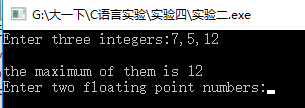 G:\大一下\C语言实验\实验四\实验二.exe
Enter three integers:7,5,12
the maximum of them is 12
Enter two floating point numbers: